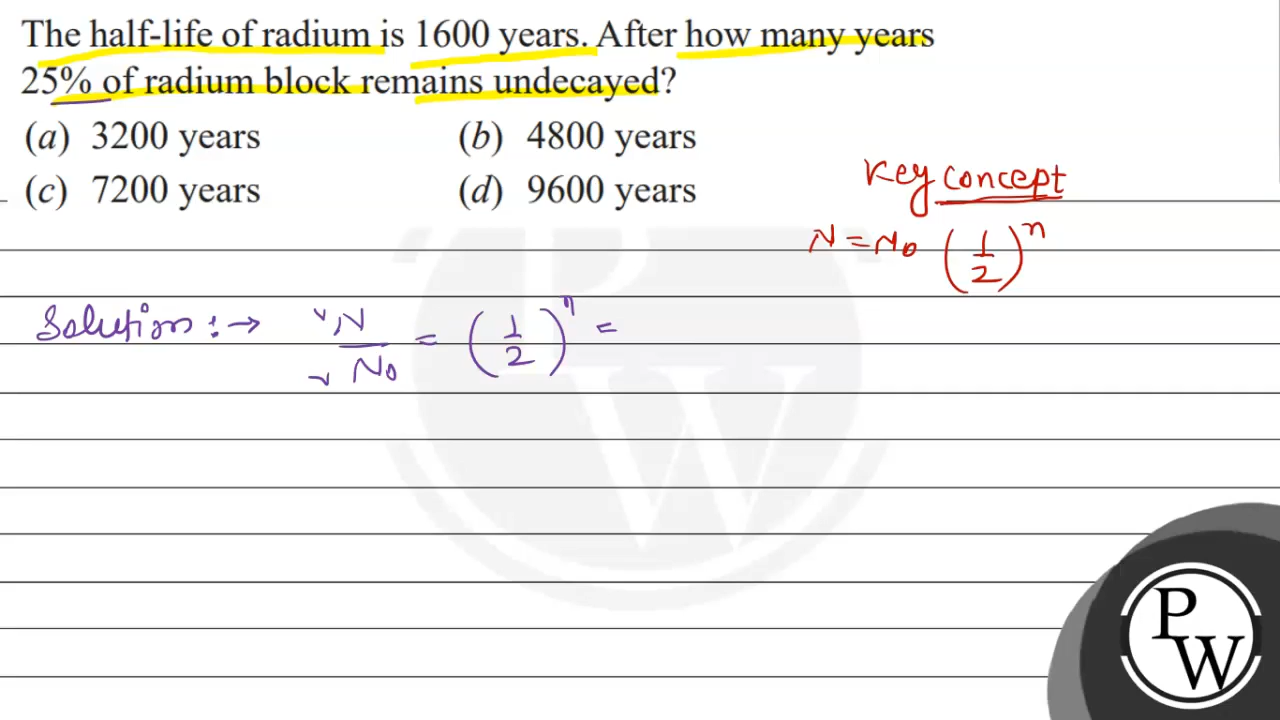 The half-life of radium is 1600 years. After how many years
25% of radium block remains undecayed?
(a) 3200 years (b) 4800 years
(c) 7200 years (d) 9600 years
Key concept
N = N₀ (1/2)ⁿ
Solution :→ N/N₀ = (1/2)ⁿ =
PW